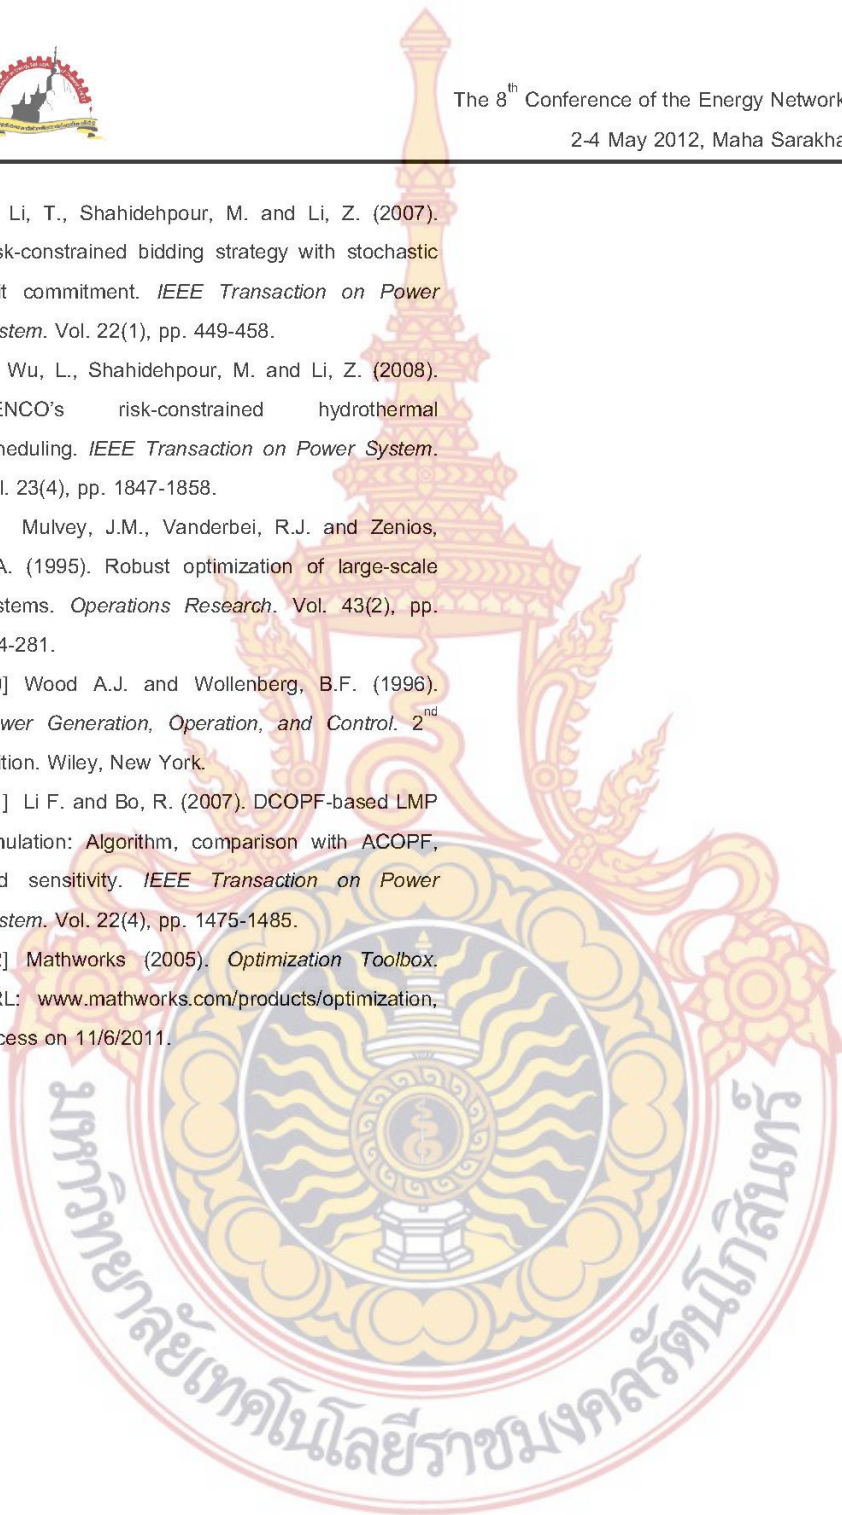 The 8th Conference of the Energy Network
2-4 May 2012, Maha Sarakha
Li, T., Shahidehpour, M. and Li, Z. (2007).
sk-constrained bidding strategy with stochastic
it commitment. IEEE Transaction on Power
stem. Vol. 22(1), pp. 449-458.
Wu, L., Shahidehpour, M. and Li, Z. (2008).
ENCO's risk-constrained hydrothermal
heduling. IEEE Transaction on Power System.
l. 23(4), pp. 1847-1858.
Mulvey, J.M., Vanderbei, R.J. and Zenios,
A. (1995). Robust optimization of large-scale
stems. Operations Research. Vol. 43(2), pp.
4-281.
0] Wood A.J. and Wollenberg, B.F. (1996).
wer Generation, Operation, and Control. 2nd
ition. Wiley, New York.
1] Li F. and Bo, R. (2007). DCOPF-based LMP
mulation: Algorithm, comparison with ACOPF,
d sensitivity. IEEE Transaction on Power
stem. Vol. 22(4), pp. 1475-1485.
2] Mathworks (2005). Optimization Toolbox.
RL: www.mathworks.com/products/optimization,
cess on 11/6/2011.
มหาวิทยาลัยเทคโนโลยีราชมงคลรัตนโกสินทร์